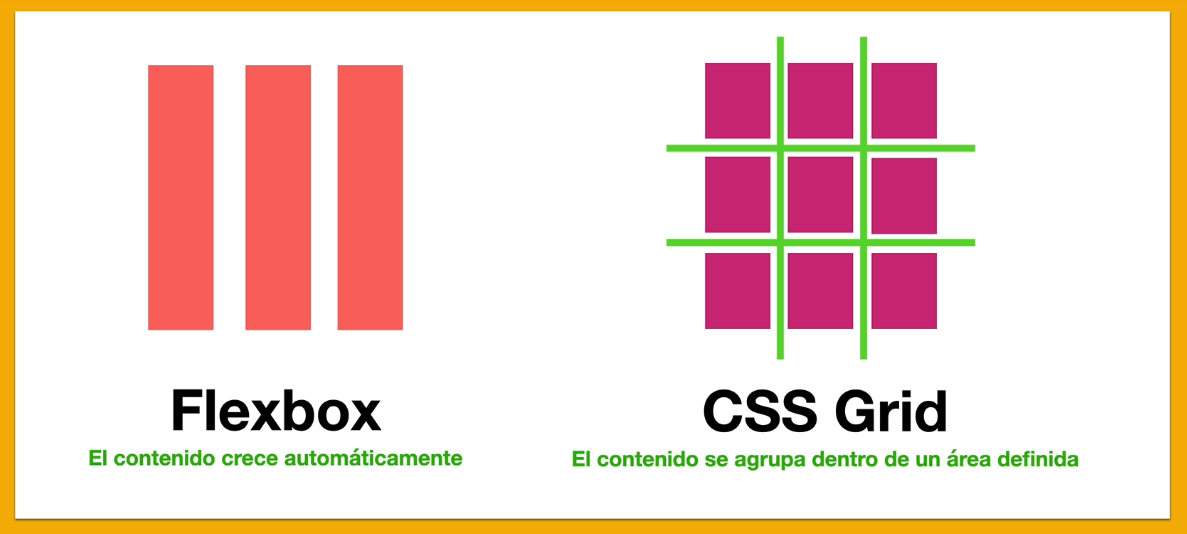 Flexbox
El contenido crece automáticamente
CSS Grid
El contenido se agrupa dentro de un área definida